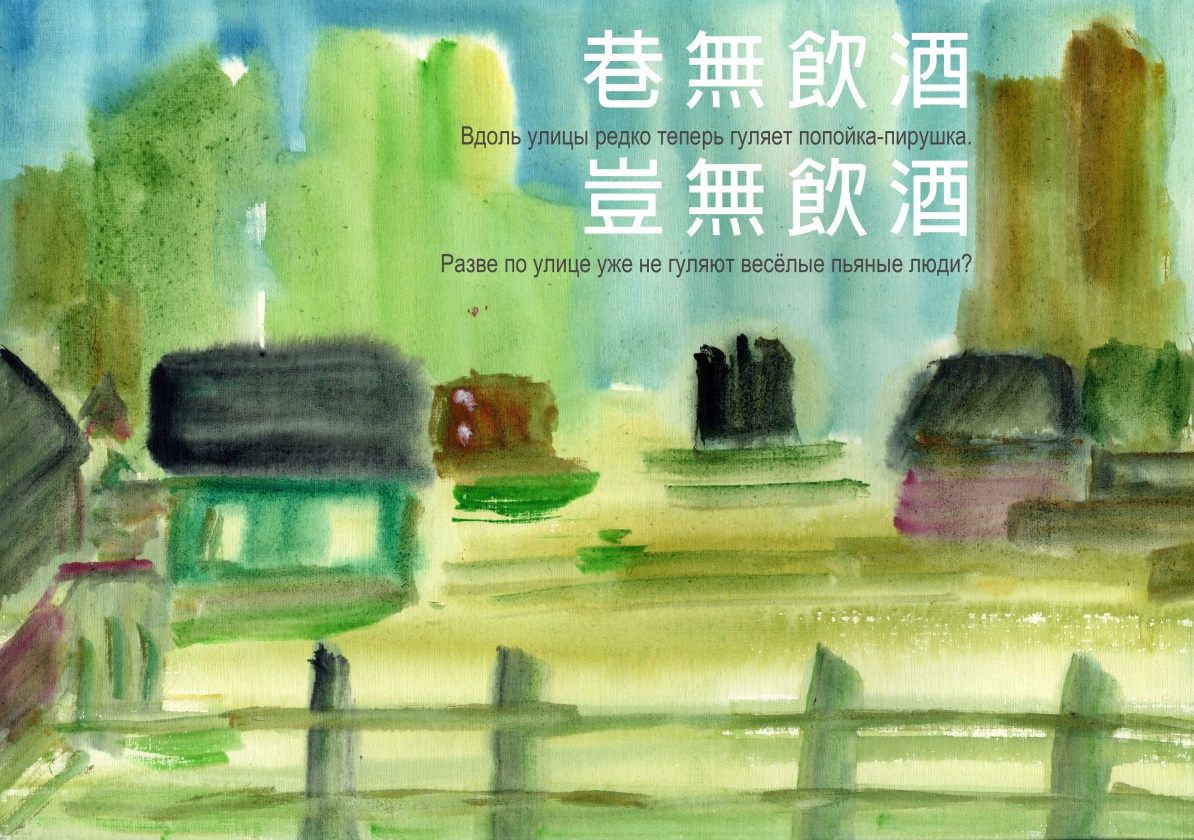 巷無飲酒
Вдоль улицы редко теперь гуляет попойка-пирушка.
豈無飲酒
Разве по улице уже не гуляют весёлые пьяные люди?